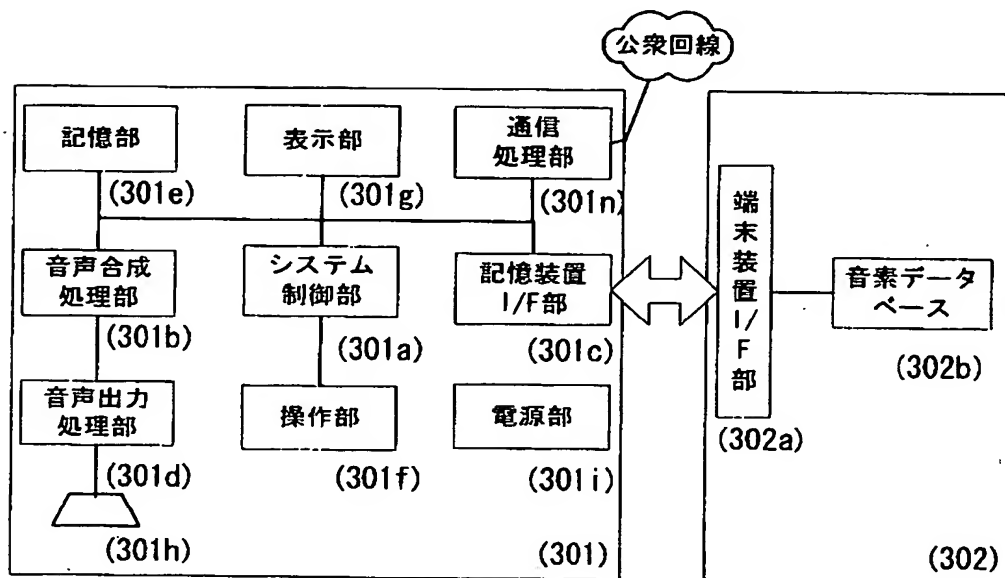 公衆回線
記憶部
(301e)
表示部
(301g)
通信
処理部
(301n)
音声合成
処理部
(301b)
システム
制御部
(301a)
記憶装置
I/F部
(301c)
音声出力
処理部
(301d)
操作部
(301f)
電源部
(301i)
(301h)
(301)
端末装置I/F部
(302a)
音素データ
ベース
(302b)
(302)